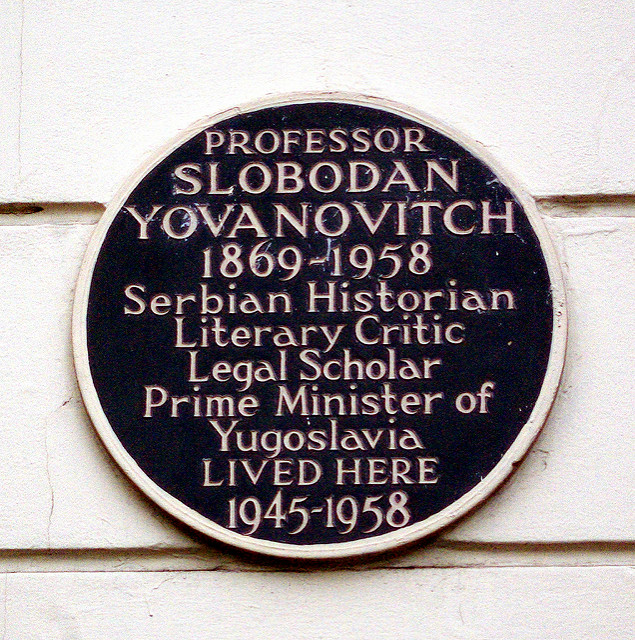 PROFESSOR
SLOBODAN
YOVANOVITCH
1869-1958
Serbian Historian
Literary Critic
Legal Scholar
Prime Minister of
Yugoslavia
LIVED HERE
1945-1958